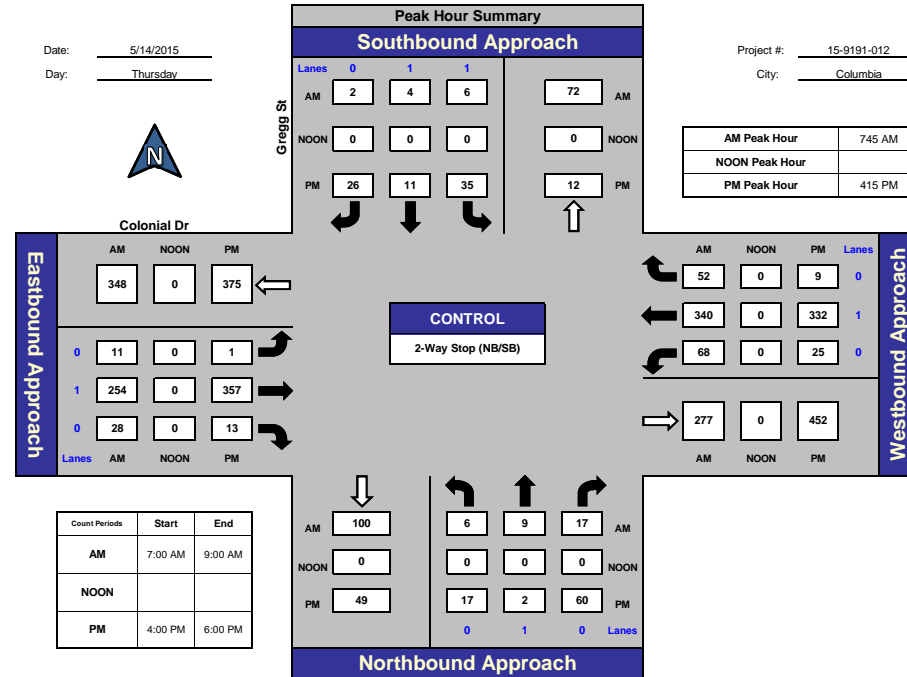 Peak Hour Summary
Southbound Approach
Date: 5/14/2015
Day: Thursday
Project #: 15-9191-012
City: Columbia
N
Gregg St
Lanes 0 1 1
AM 2 4 6 72 AM
NOON 0 0 0 0 NOON
PM 26 11 35 12 PM
AM Peak Hour 745 AM
NOON Peak Hour
PM Peak Hour 415 PM
Colonial Dr
Eastbound Approach
AM NOON PM
348 0 375
0 11 0 1
1 254 0 357
0 28 0 13
Lanes AM NOON PM
CONTROL
2-Way Stop (NB/SB)
Westbound Approach
AM NOON PM Lanes
52 0 9 0
340 0 332 1
68 0 25 0
277 0 452
AM NOON PM
Count Periods Start End
AM 7:00 AM 9:00 AM
NOON
PM 4:00 PM 6:00 PM
AM 100 6 9 17 AM
NOON 0 0 0 0 NOON
PM 49 17 2 60 PM
0 1 0 Lanes
Northbound Approach